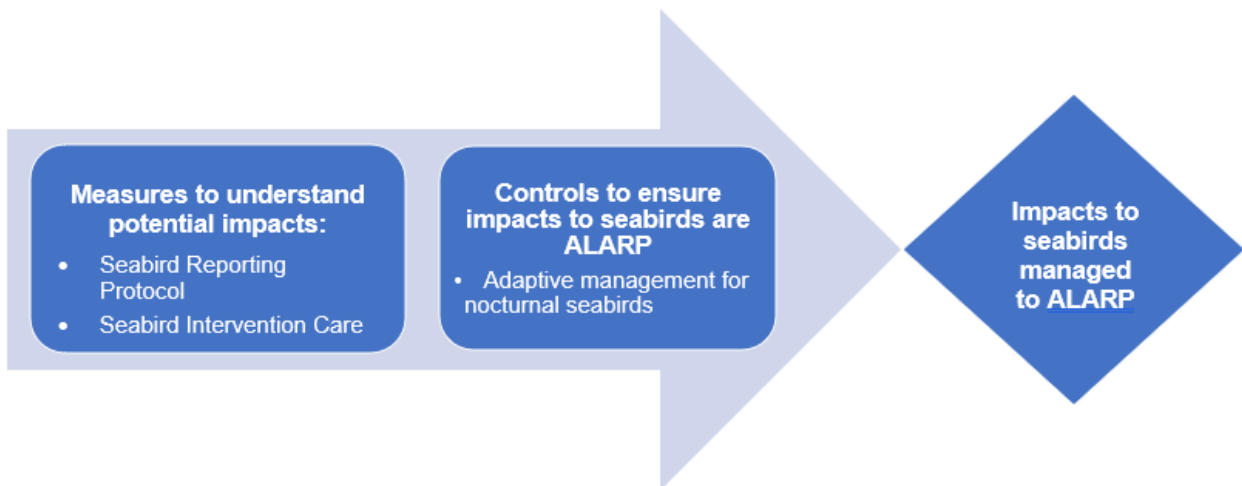 Measures to understand
potential impacts:
• Seabird Reporting
Protocol
• Seabird Intervention Care
Controls to ensure
impacts to seabirds are
ALARP
• Adaptive management for
nocturnal seabirds
Impacts to
seabirds
managed
to ALARP